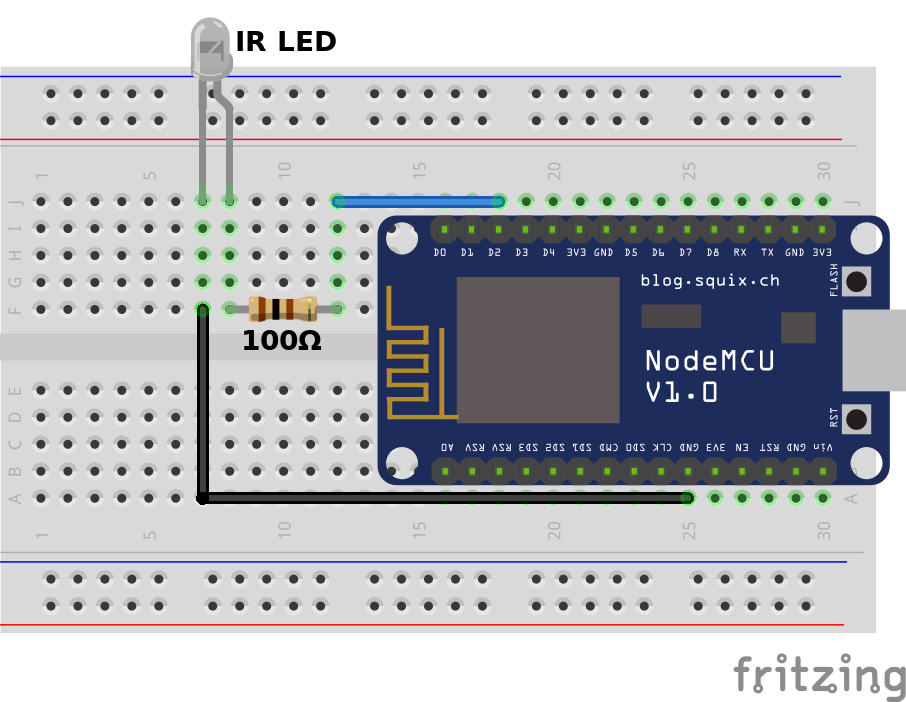 IR LED
1 5 10 15 20 25 30
J J
I
H
G
F
D0 D1 D2 D3 D4 3V3 GND D5 D6 D7 D8 RX TX GND 3V3
FLASH
blog.squix.ch
100Ω
NodeMCU
V1.0
RST
E
D
C
B
A A
A0 RSV RSV SD3 SD2 SD1 CMD SD0 CLK GND 3V3 EN RST GND Vin
1 5 10 15 20 25 30
fritzing